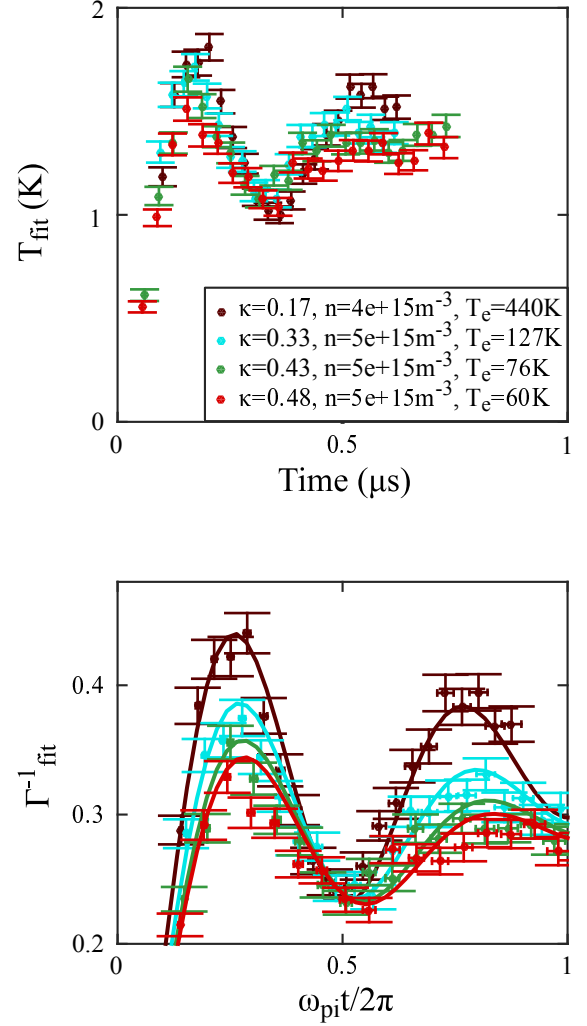 2
1
0
T_fit (K)
κ=0.17, n=4e+15m^-3, T_e=440K
κ=0.33, n=5e+15m^-3, T_e=127K
κ=0.43, n=5e+15m^-3, T_e=76K
κ=0.48, n=5e+15m^-3, T_e=60K
0 0.5 1
Time (μs)
0.4
0.3
0.2
Γ^-1_fit
0 0.5 1
ω_pi t/2π